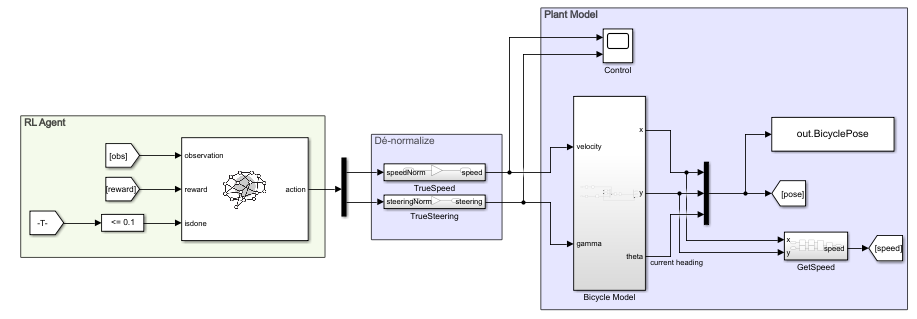 Plant Model
Control
RL Agent
[obs]
observation
[reward]
reward
action
-T-
<= 0.1
isdone
Dé-normalize
speedNorm
speed
TrueSpeed
steeringNorm
steering
TrueSteering
velocity
gamma
x
y
theta
Bicycle Model
current heading
out.BicyclePose
[pose]
x
y
speed
GetSpeed
[speed]